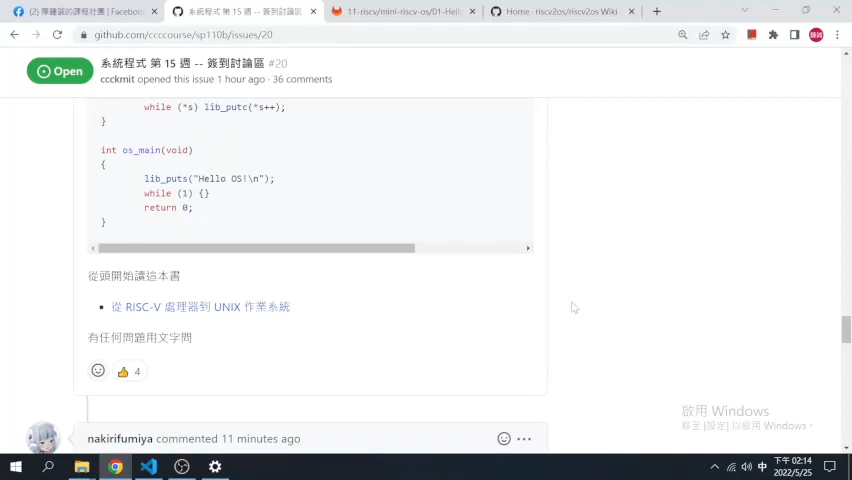 (2) 陳鍾誠的課程社團 | Facebook
系統程式 第 15 週 -- 簽到討論區
11-riscv/mini-riscv-os/01-Hello
Home · riscv2os/riscv2os Wiki
github.com/ccccourse/sp110b/issues/20
Open
系統程式 第 15 週 -- 簽到討論區 #20
ccckmit opened this issue 1 hour ago · 36 comments
while (*s) lib_putc(*s++);
}
int os_main(void)
{
lib_puts("Hello OS!\n");
while (1) {}
return 0;
}
從頭開始讀這本書
從 RISC-V 處理器到 UNIX 作業系統
有任何問題用文字問
4
nakirifumiya commented 11 minutes ago
啟用 Windows
移至 [設定] 以啟用 Windows。
中
下午 02:14
2022/5/25